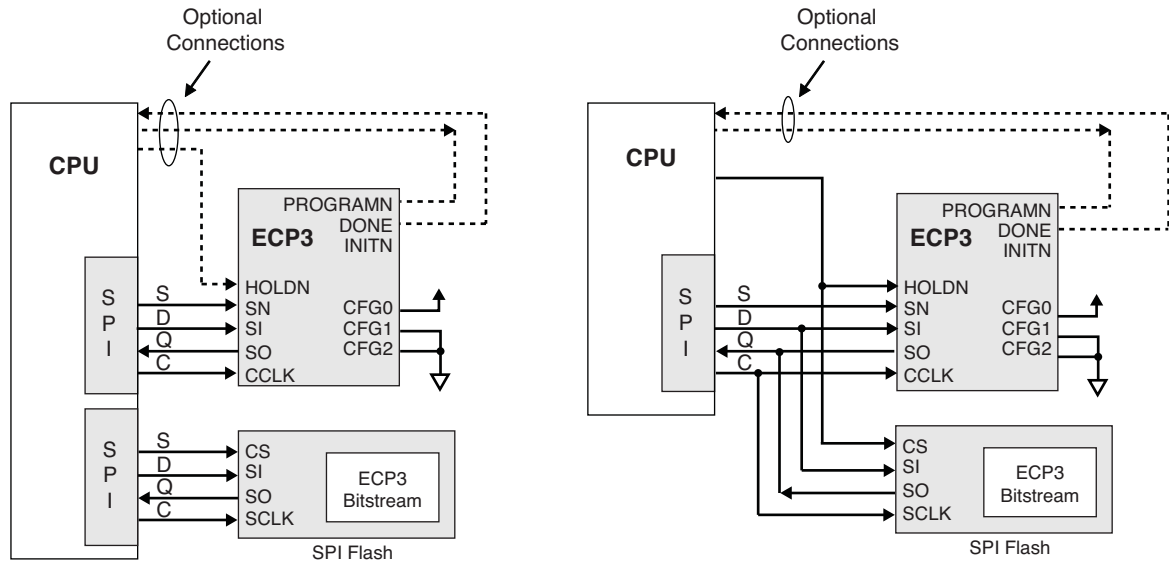 Optional
Connections
CPU
PROGRAMN
DONE
INITN
ECP3
HOLDN
SN
SI
SO
CCLK
CFG0
CFG1
CFG2
S
P
I
S
D
Q
C
S
P
I
S
D
Q
C
CS
SI
SO
SCLK
ECP3
Bitstream
SPI Flash
Optional
Connections
CPU
PROGRAMN
DONE
INITN
ECP3
HOLDN
SN
SI
SO
CCLK
CFG0
CFG1
CFG2
S
P
I
S
D
Q
C
CS
SI
SO
SCLK
ECP3
Bitstream
SPI Flash